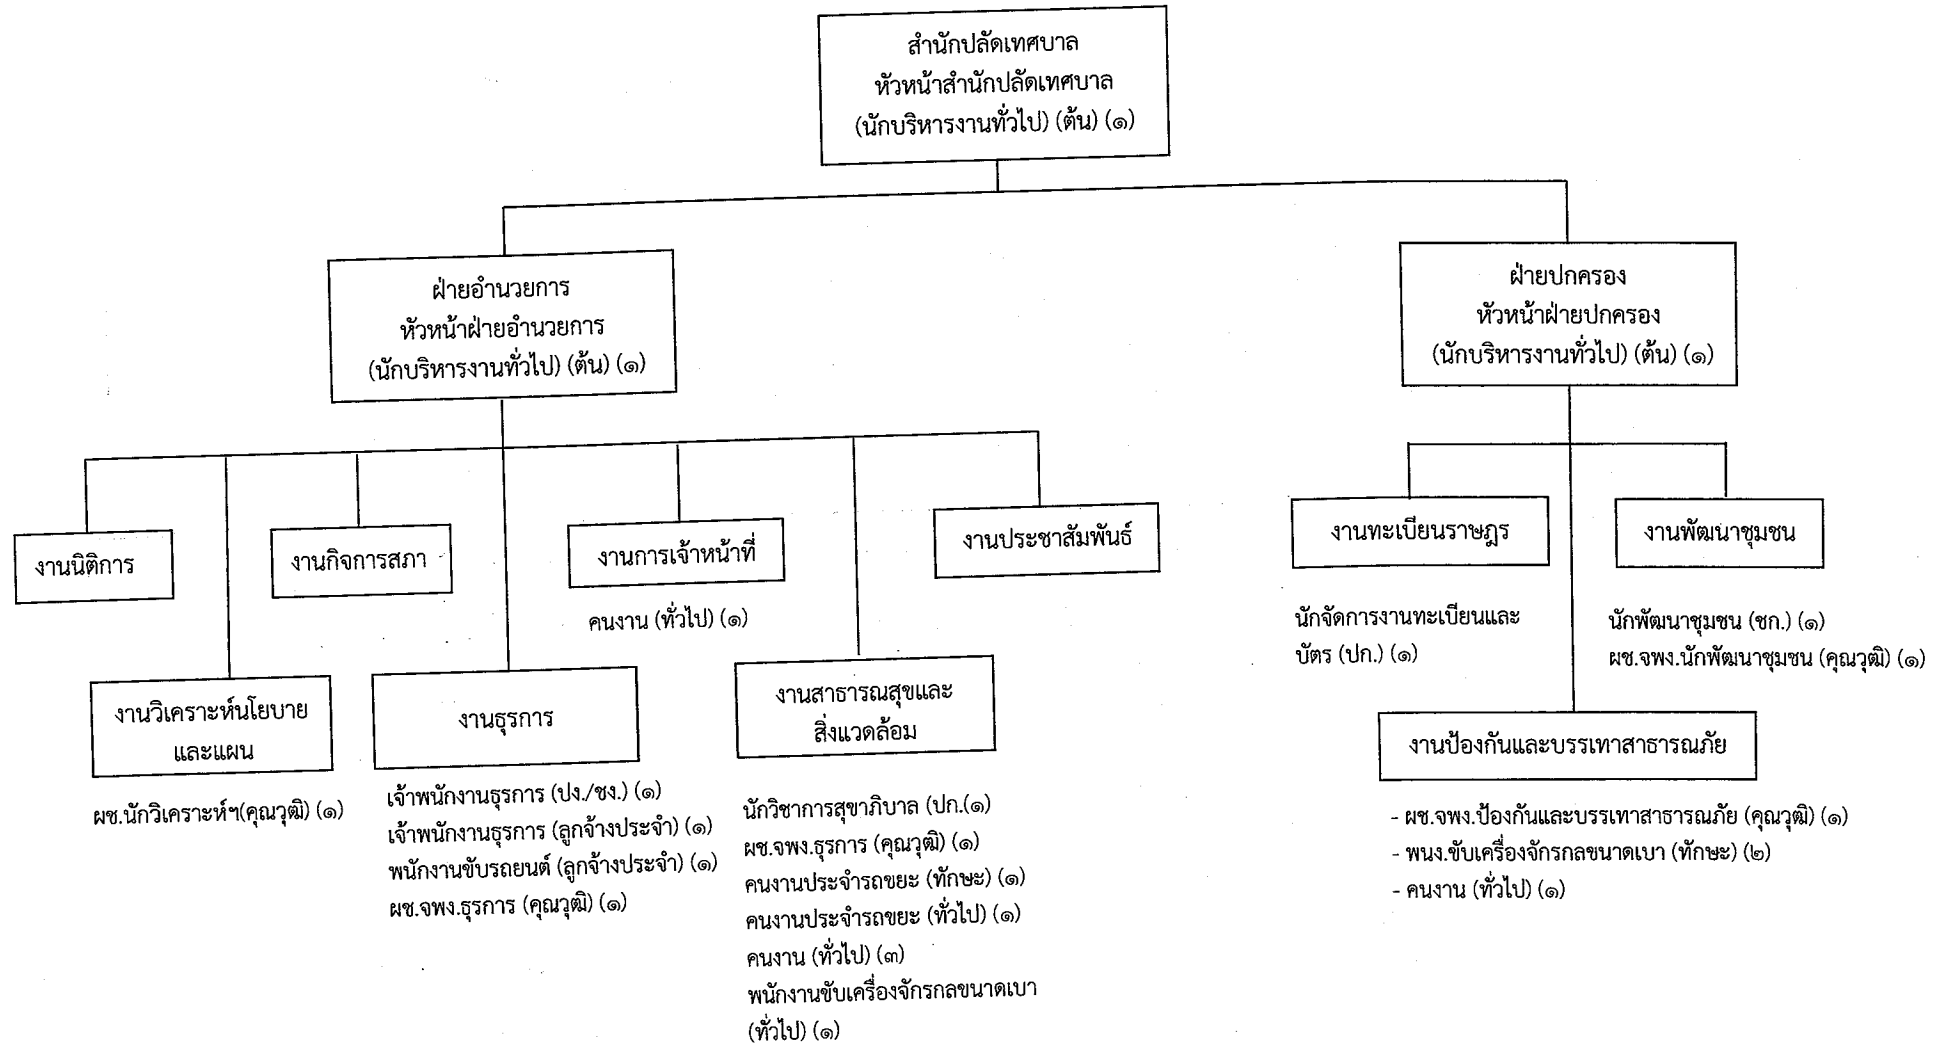 สำนักปลัดเทศบาล
หัวหน้าสำนักปลัดเทศบาล
(นักบริหารงานทั่วไป) (ต้น) (๑)
ฝ่ายอำนวยการ
หัวหน้าฝ่ายอำนวยการ
(นักบริหารงานทั่วไป) (ต้น) (๑)
ฝ่ายปกครอง
หัวหน้าฝ่ายปกครอง
(นักบริหารงานทั่วไป) (ต้น) (๑)
งานนิติการ
งานกิจการสภา
งานการเจ้าหน้าที่
คนงาน (ทั่วไป) (๑)
งานประชาสัมพันธ์
งานวิเคราะห์นโยบาย
และแผน
ผช.นักวิเคราะห์ฯ(คุณวุฒิ) (๑)
งานธุรการ
เจ้าพนักงานธุรการ (ปง./ชง.) (๑)
เจ้าพนักงานธุรการ (ลูกจ้างประจำ) (๑)
พนักงานขับรถยนต์ (ลูกจ้างประจำ) (๑)
ผช.จพง.ธุรการ (คุณวุฒิ) (๑)
งานสาธารณสุขและ
สิ่งแวดล้อม
นักวิชาการสุขาภิบาล (ปก.(๑)
ผช.จพง.ธุรการ (คุณวุฒิ) (๑)
คนงานประจำรถขยะ (ทักษะ) (๑)
คนงานประจำรถขยะ (ทั่วไป) (๑)
คนงาน (ทั่วไป) (๓)
พนักงานขับเครื่องจักรกลขนาดเบา
(ทั่วไป) (๑)
งานทะเบียนราษฎร
นักจัดการงานทะเบียนและ
บัตร (ปก.) (๑)
งานพัฒนาชุมชน
นักพัฒนาชุมชน (ชก.) (๑)
ผช.จพง.นักพัฒนาชุมชน (คุณวุฒิ) (๑)
งานป้องกันและบรรเทาสาธารณภัย
- ผช.จพง.ป้องกันและบรรเทาสาธารณภัย (คุณวุฒิ) (๑)
- พนง.ขับเครื่องจักรกลขนาดเบา (ทักษะ) (๒)
- คนงาน (ทั่วไป) (๑)